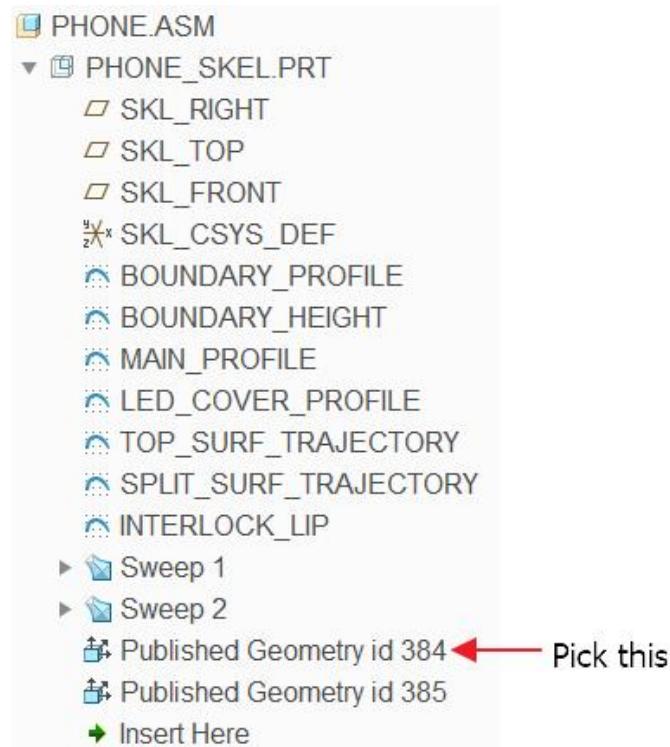 PHONE.ASM
PHONE_SKEL.PRT
SKL_RIGHT
SKL_TOP
SKL_FRONT
SKL_CSYS_DEF
BOUNDARY_PROFILE
BOUNDARY_HEIGHT
MAIN_PROFILE
LED_COVER_PROFILE
TOP_SURF_TRAJECTORY
SPLIT_SURF_TRAJECTORY
INTERLOCK_LIP
Sweep 1
Sweep 2
Published Geometry id 384 Pick this
Published Geometry id 385
Insert Here